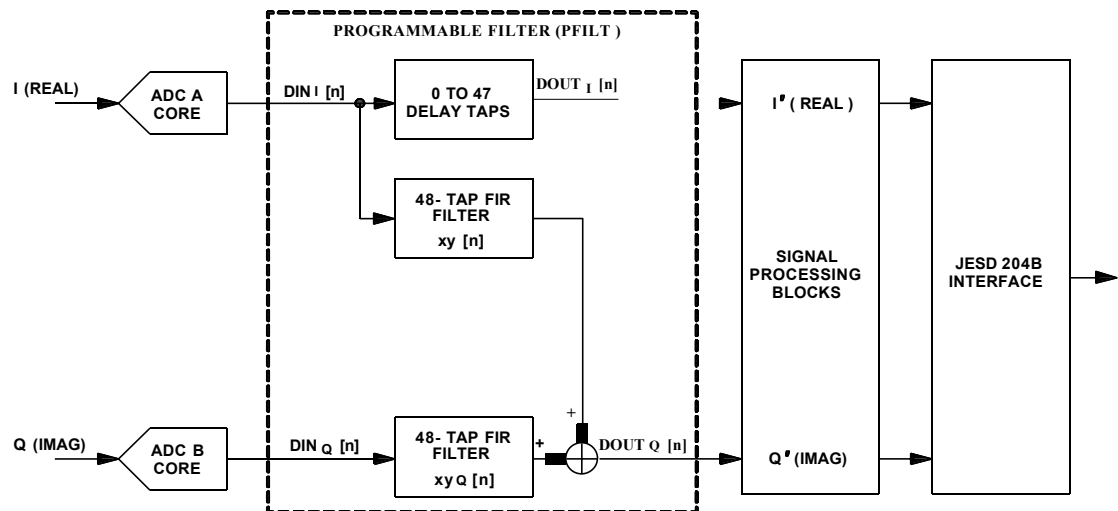 PROGRAMMABLE FILTER (PFILT )
I (REAL)
ADC A
CORE
DIN I [n]
0 TO 47
DELAY TAPS
DOUT I [n]
I' ( REAL )
48- TAP FIR
FILTER
xy [n]
SIGNAL
PROCESSING
BLOCKS
JESD 204B
INTERFACE
+
Q (IMAG)
ADC B
CORE
DIN Q [n]
48- TAP FIR
FILTER
xy Q [n]
+
DOUT Q [n]
Q' (IMAG)